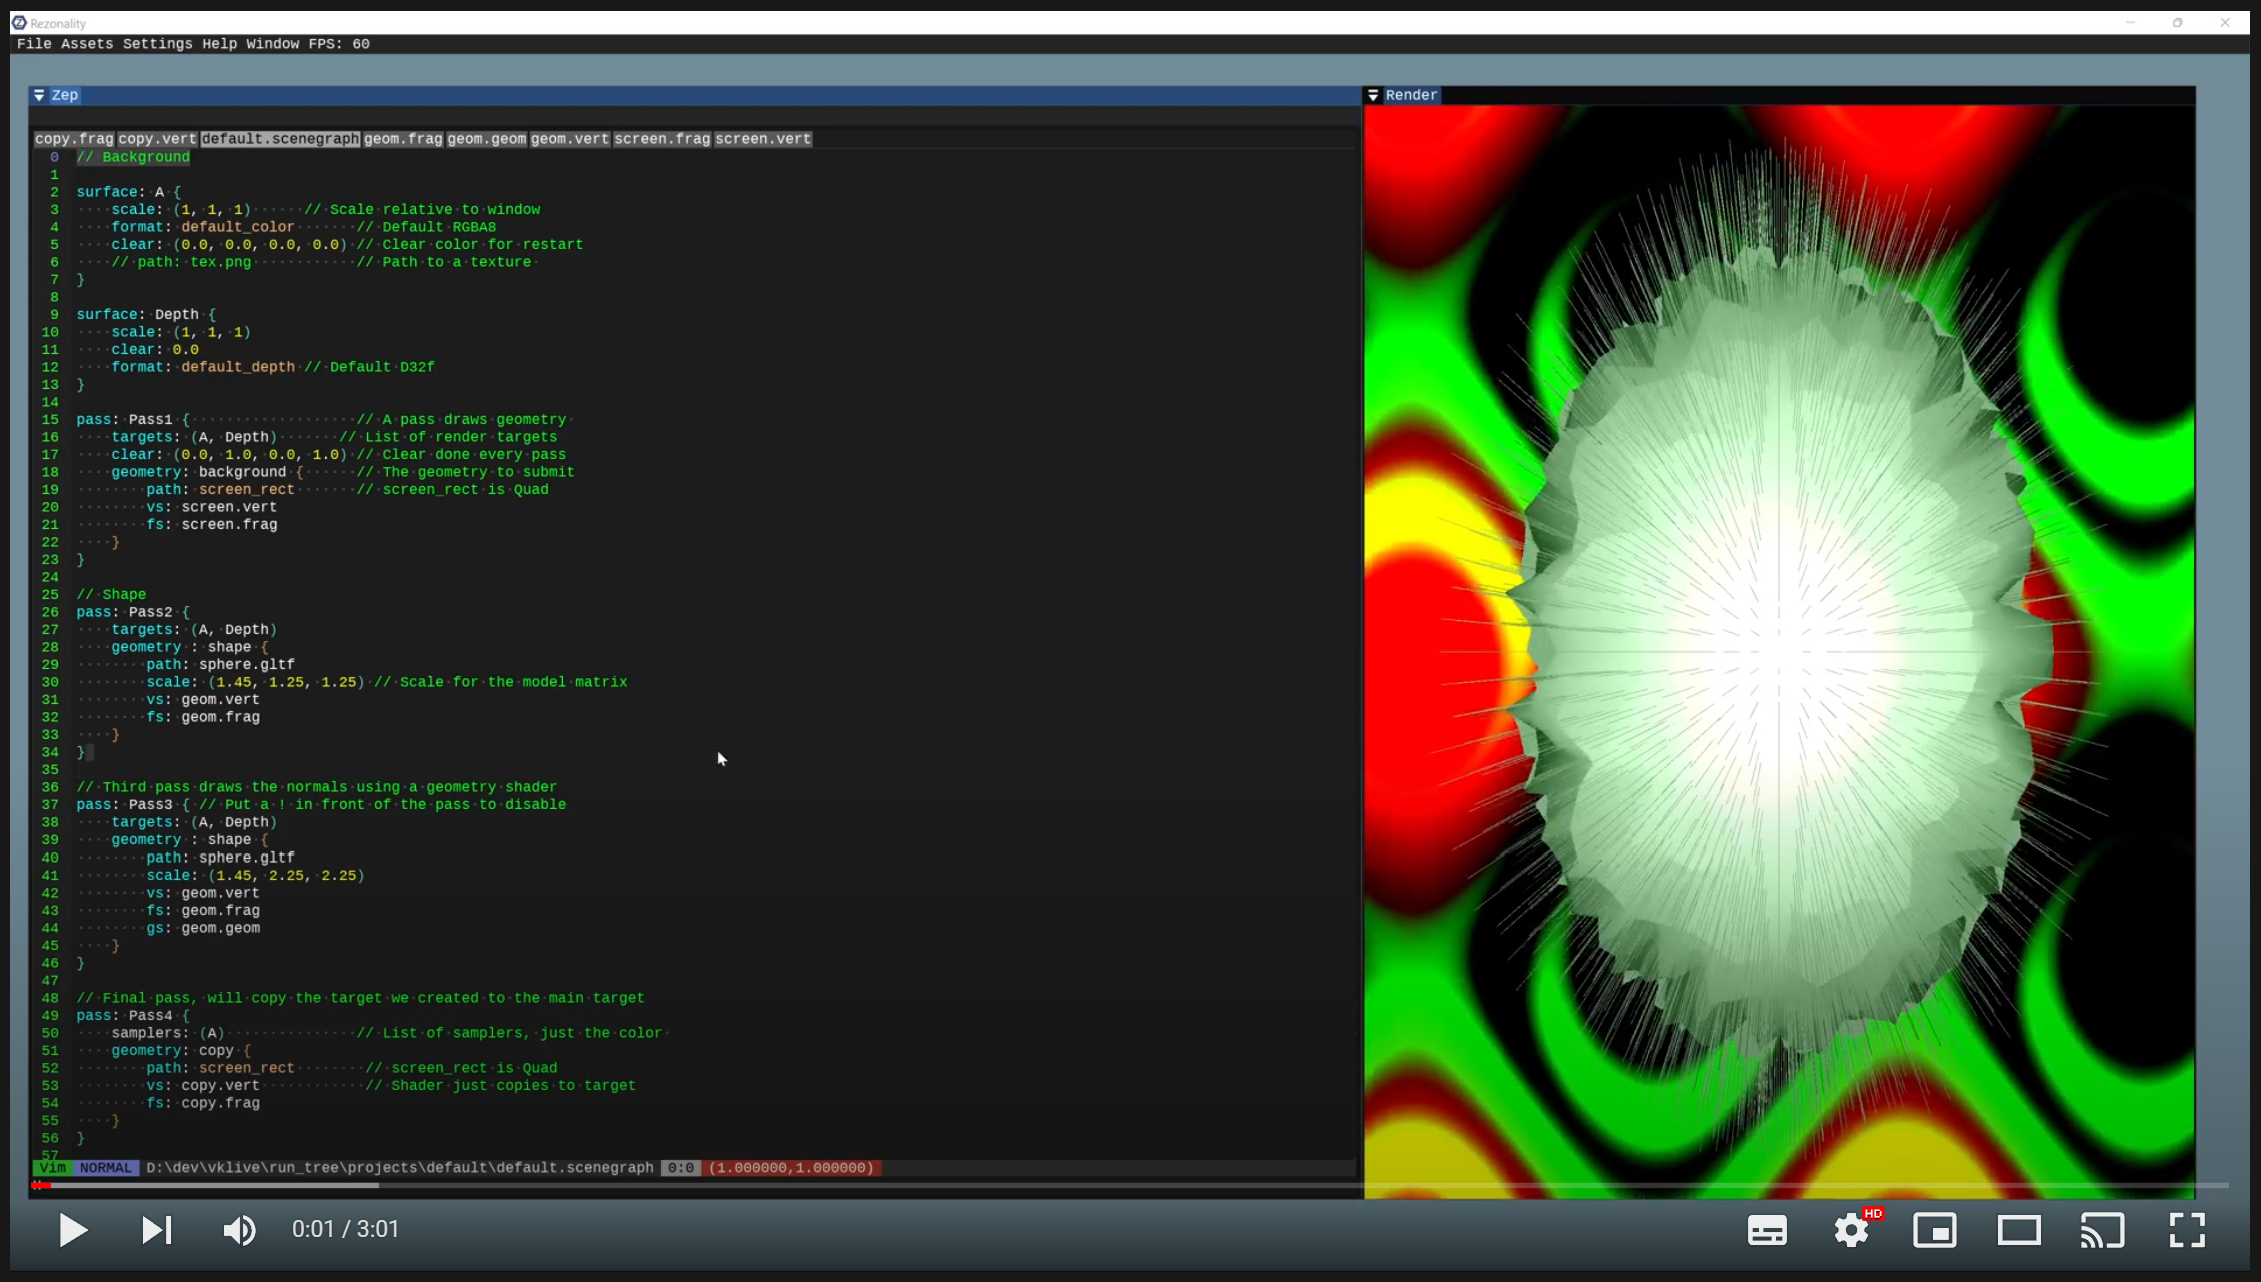 Rezonality
File Assets Settings Help Window FPS: 60
Zep
Render
copy.frag copy.vert default.scenegraph geom.frag geom.geom geom.vert screen.frag screen.vert
0 // Background
1
2 surface: A {
3 scale: (1, 1, 1) // Scale relative to window
4 format: default_color // Default RGBA8
5 clear: (0.0, 0.0, 0.0, 0.0) // Clear color for restart
6 // path: tex.png // Path to a texture
7 }
8
9 surface: Depth {
10 scale: (1, 1, 1)
11 clear: 0.0
12 format: default_depth // Default D32f
13 }
14
15 pass: Pass1 { // A pass draws geometry
16 targets: (A, Depth) // List of render targets
17 clear: (0.0, 1.0, 0.0, 1.0) // Clear done every pass
18 geometry: background { // The geometry to submit
19 path: screen_rect // screen_rect is Quad
20 vs: screen.vert
21 fs: screen.frag
22 }
23 }
24
25 // Shape
26 pass: Pass2 {
27 targets: (A, Depth)
28 geometry : shape {
29 path: sphere.gltf
30 scale: (1.45, 1.25, 1.25) // Scale for the model matrix
31 vs: geom.vert
32 fs: geom.frag
33 }
34 }
35
36 // Third pass draws the normals using a geometry shader
37 pass: Pass3 { // Put a ! in front of the pass to disable
38 targets: (A, Depth)
39 geometry : shape {
40 path: sphere.gltf
41 scale: (1.45, 2.25, 2.25)
42 vs: geom.vert
43 fs: geom.frag
44 gs: geom.geom
45 }
46 }
47
48 // Final pass, will copy the target we created to the main target
49 pass: Pass4 {
50 samplers: (A) // List of samplers, just the color
51 geometry: copy {
52 path: screen_rect // screen_rect is Quad
53 vs: copy.vert // Shader just copies to target
54 fs: copy.frag
55 }
56 }
57
Vim NORMAL D:\dev\vklive\run_tree\projects\default\default.scenegraph 0:0 (1.000000,1.000000)
0:01 / 3:01
HD